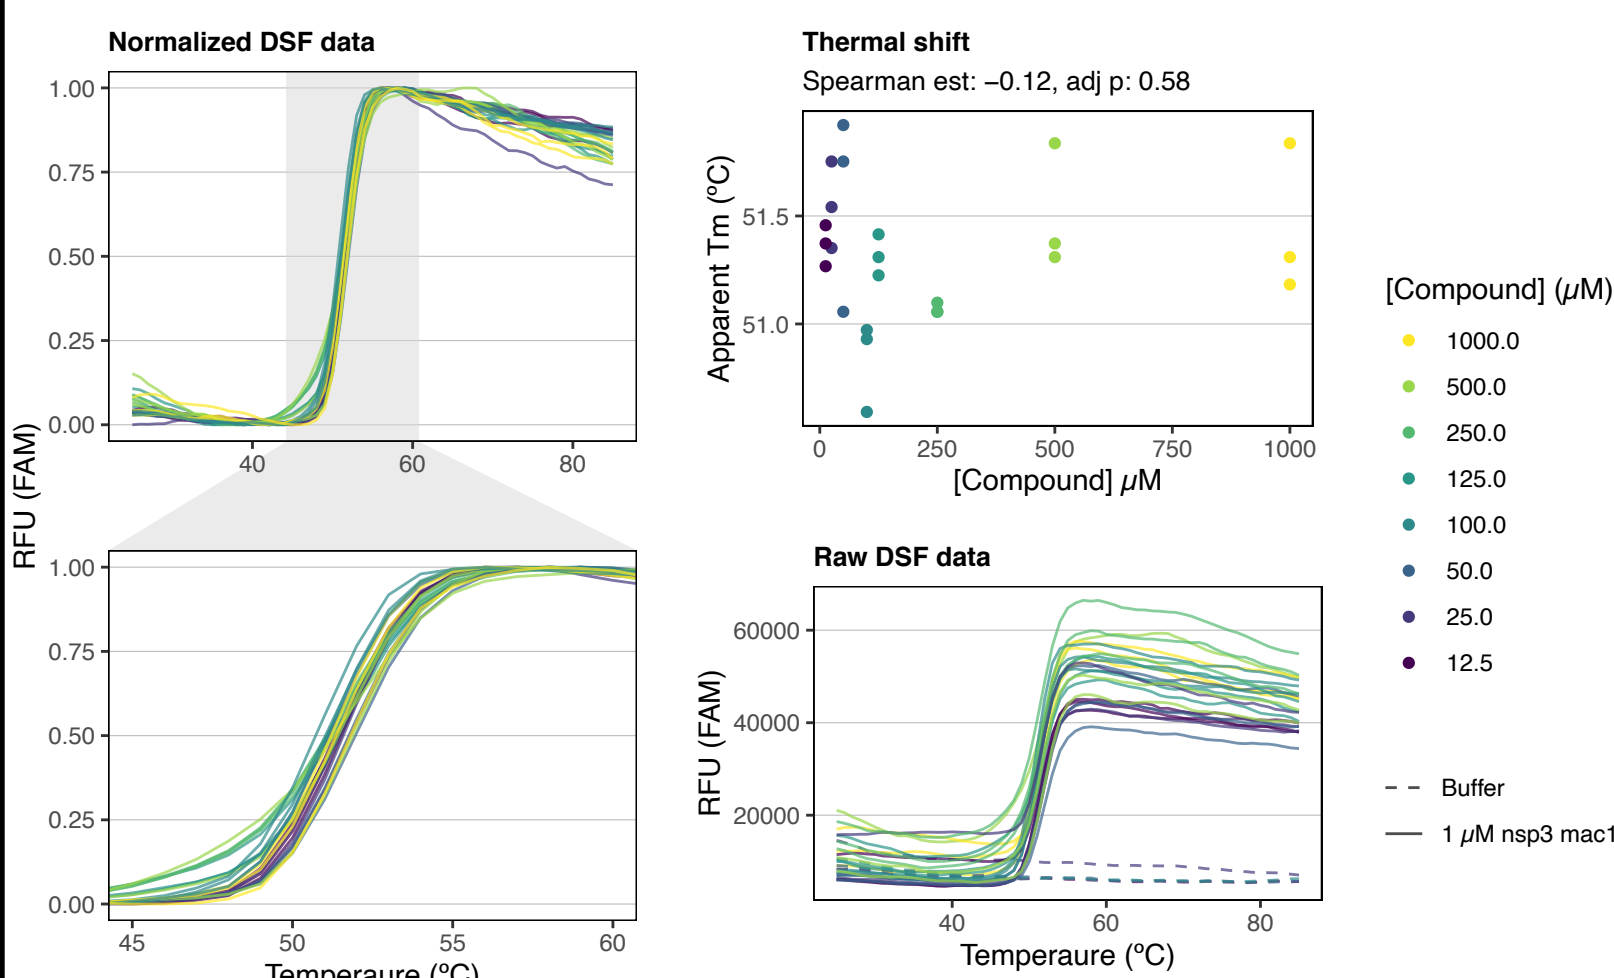 Normalized DSF data
1.00
0.75
0.50
0.25
0.00
40
60
80
RFU (FAM)
1.00
0.75
0.50
0.25
0.00
45
50
55
60
Temperaure (ºC)
Thermal shift
Spearman est: −0.12, adj p: 0.58
Apparent Tm (ºC)
51.5
51.0
0
250
500
750
1000
[Compound] µM
Raw DSF data
RFU (FAM)
60000
40000
20000
40
60
80
Temperaure (ºC)
[Compound] (µM)
1000.0
500.0
250.0
125.0
100.0
50.0
25.0
12.5
Buffer
1 µM nsp3 mac1